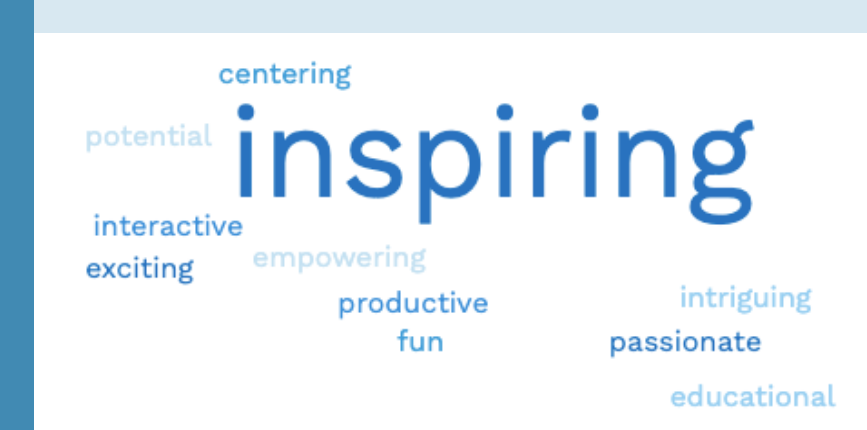 centering
potential
inspiring
interactive
empowering
exciting
productive
intriguing
fun
passionate
educational